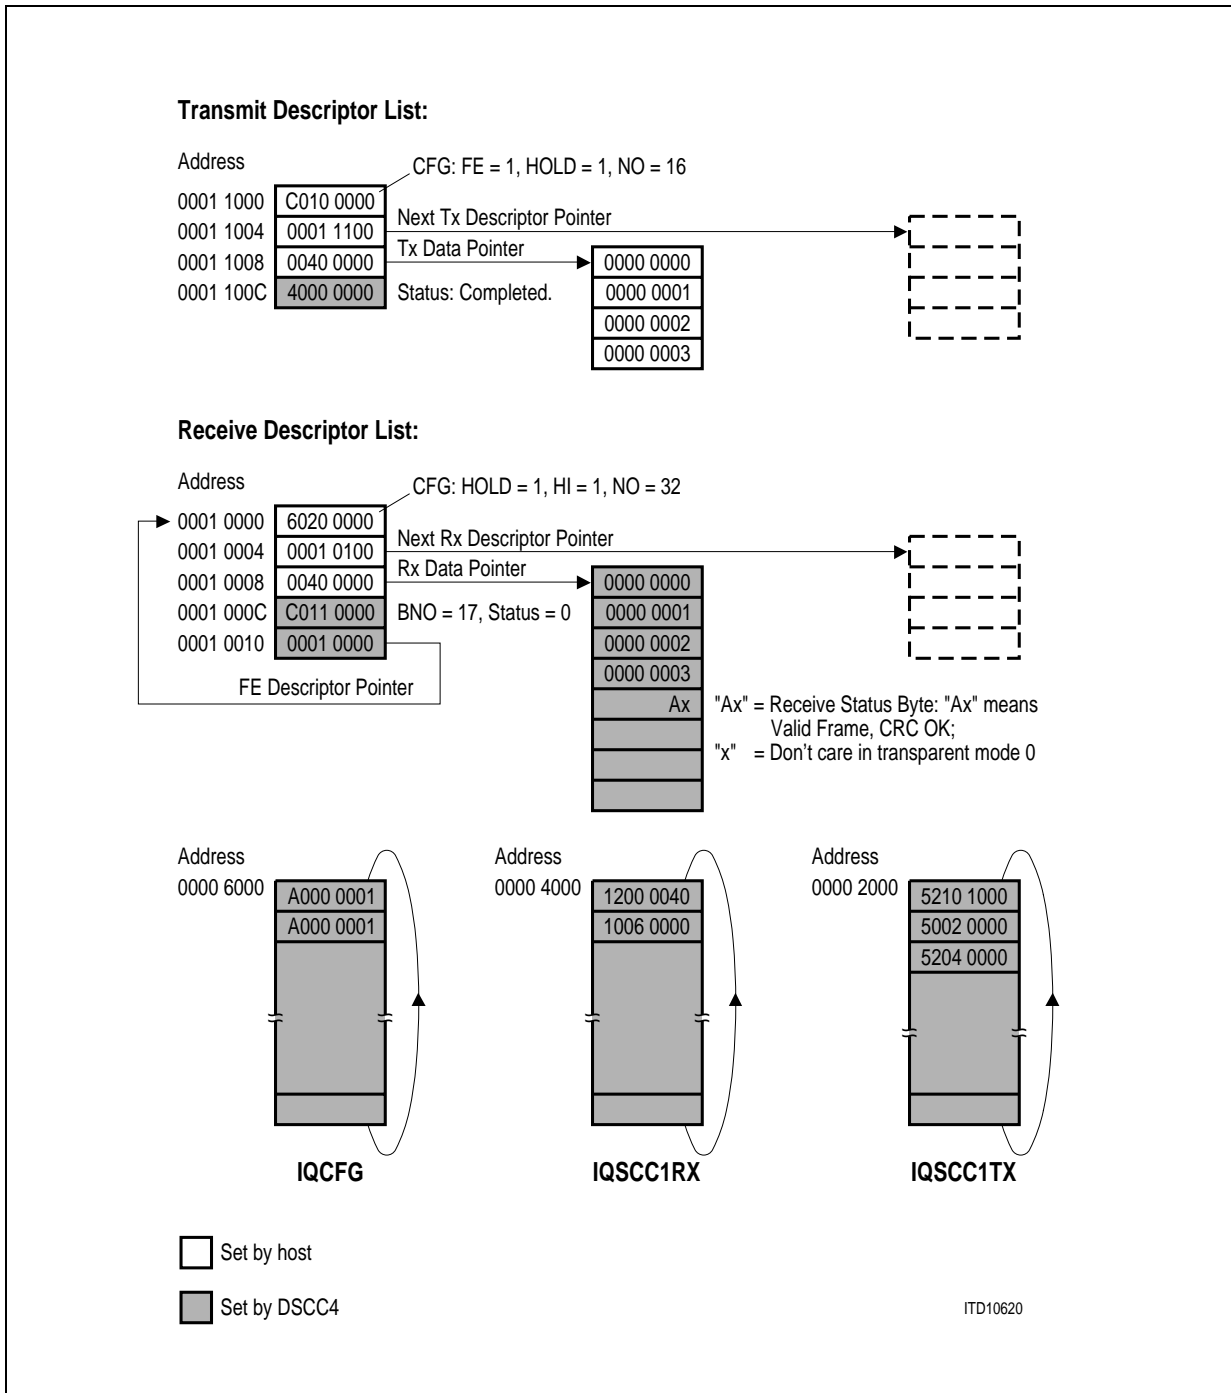 Transmit Descriptor List:
Address
CFG: FE = 1, HOLD = 1, NO = 16
0001 1000 C010 0000
0001 1004 0001 1100 Next Tx Descriptor Pointer
0001 1008 0040 0000 Tx Data Pointer 0000 0000
0001 100C 4000 0000 Status: Completed. 0000 0001
0000 0002
0000 0003
Receive Descriptor List:
Address
CFG: HOLD = 1, HI = 1, NO = 32
0001 0000 6020 0000
0001 0004 0001 0100 Next Rx Descriptor Pointer
0001 0008 0040 0000 Rx Data Pointer 0000 0000
0001 000C C011 0000 BNO = 17, Status = 0 0000 0001
0001 0010 0001 0000 0000 0002
0000 0003
FE Descriptor Pointer
Ax "Ax" = Receive Status Byte: "Ax" means
Valid Frame, CRC OK;
"x" = Don't care in transparent mode 0
Address Address Address
0000 6000 A000 0001 0000 4000 1200 0040 0000 2000 5210 1000
A000 0001 1006 0000 5002 0000
5204 0000
IQCFG IQSCC1RX IQSCC1TX
Set by host
Set by DSCC4
ITD10620